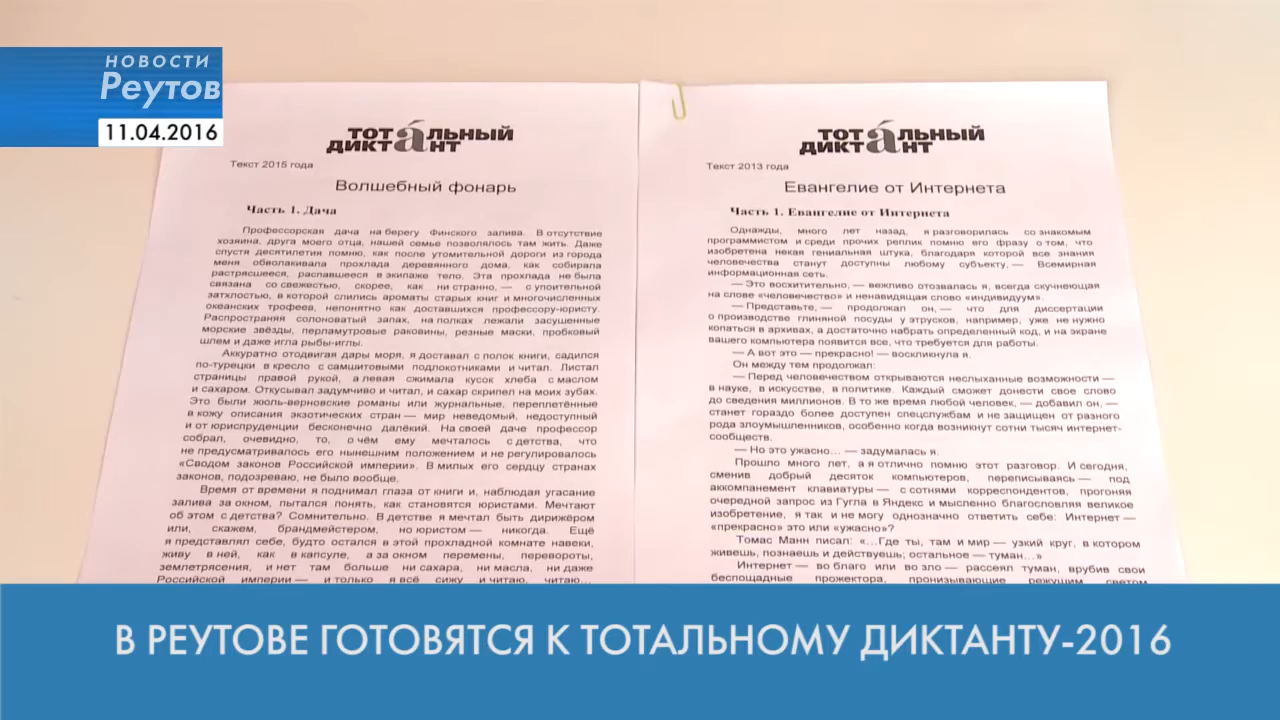 НОВОСТИ
Реутов
11.04.2016
тотальный
диктант
Текст 2015 года
Волшебный фонарь
Часть 1. Дача
Профессорская дача на берегу Финского залива. В отсутствие
хозяина, друга моего отца, нашей семье позволялось там жить. Даже
спустя десятилетия помню, как после утомительной дороги из города
меня обволакивала прохлада деревянного дома, как собирала
растрясшееся, распавшееся в экипаже тело. Эта прохлада не была
связана со свежестью, скорее, как ни странно, — с упоительной
затхлостью, в которой слились ароматы старых книг и многочисленных
океанских трофеев, непонятно как доставшихся профессору-юристу.
Распространяя солоноватый запах, на полках лежали засушенные
морские звёзды, перламутровые раковины, резные маски, пробковый
шлем и даже игла рыбы-иглы.
Аккуратно отодвигая дары моря, я доставал с полок книги, садился
по-турецки в кресло с самшитовыми подлокотниками и читал. Листал
страницы правой рукой, а левая сжимала кусок хлеба с маслом
и сахаром. Откусывал задумчиво и читал, и сахар скрипел на моих зубах.
Это были жюль-верновские романы или журнальные, переплетённые
в кожу описания экзотических стран — мир неведомый, недоступный
и от юриспруденции бесконечно далёкий. На своей даче профессор
собрал, очевидно, то, о чём ему мечталось с детства, что
не предусматривалось его нынешним положением и не регулировалось
«Сводом законов Российской империи». В милых его сердцу странах
законов, подозреваю, не было вообще.
Время от времени я поднимал глаза от книги и, наблюдая угасание
залива за окном, пытался понять, как становятся юристами. Мечтают
об этом с детства? Сомнительно. В детстве я мечтал быть дирижёром
или, скажем, брандмейстером, но юристом — никогда. Ещё
я представлял себе, будто остался в этой прохладной комнате навеки,
живу в ней, как в капсуле, а за окном перемены, перевороты,
землетрясения, и нет там больше ни сахара, ни масла, ни даже
Российской империи — и только я всё сижу и читаю, читаю...
тотальный
диктант
Текст 2013 года
Евангелие от Интернета
Часть 1. Евангелие от Интернета
Однажды, много лет назад, я разговорилась со знакомым
программистом и среди прочих реплик помню его фразу о том, что
изобретена некая гениальная штука, благодаря которой все знания
человечества станут доступны любому субъекту, — Всемирная
информационная сеть.
— Это восхитительно, — вежливо отозвалась я, всегда скучнеющая
на слове «человечество» и ненавидящая слово «индивидуум».
— Представьте, — продолжал он, — что для диссертации
о производстве глиняной посуды у этрусков, например, уже не нужно
копаться в архивах, а достаточно набрать определенный код, и на экране
вашего компьютера появится все, что требуется для работы.
— А вот это — прекрасно! — воскликнула я.
Он между тем продолжал:
— Перед человечеством открываются неслыханные возможности —
в науке, в искусстве, в политике. Каждый сможет донести свое слово
до сведения миллионов. В то же время любой человек, — добавил он, —
станет гораздо более доступен спецслужбам и не защищен от разного
рода злоумышленников, особенно когда возникнут сотни тысяч интернет-
сообществ.
— Но это ужасно... — задумалась я.
Прошло много лет, а я отлично помню этот разговор. И сегодня,
сменив добрый десяток компьютеров, переписываясь — под
аккомпанемент клавиатуры — с сотнями корреспондентов, прогоняя
очередной запрос из Гугла в Яндекс и мысленно благословляя великое
изобретение, я так и не могу однозначно ответить себе: Интернет —
«прекрасно» это или «ужасно»?
Томас Манн писал: «...Где ты, там и мир — узкий круг, в котором
живешь, познаешь и действуешь; остальное — туман...»
Интернет — во благо или во зло — рассеял туман, врубив свои
беспощадные прожектора, пронизывающие режущим светом
В РЕУТОВЕ ГОТОВЯТСЯ К ТОТАЛЬНОМУ ДИКТАНТУ-2016